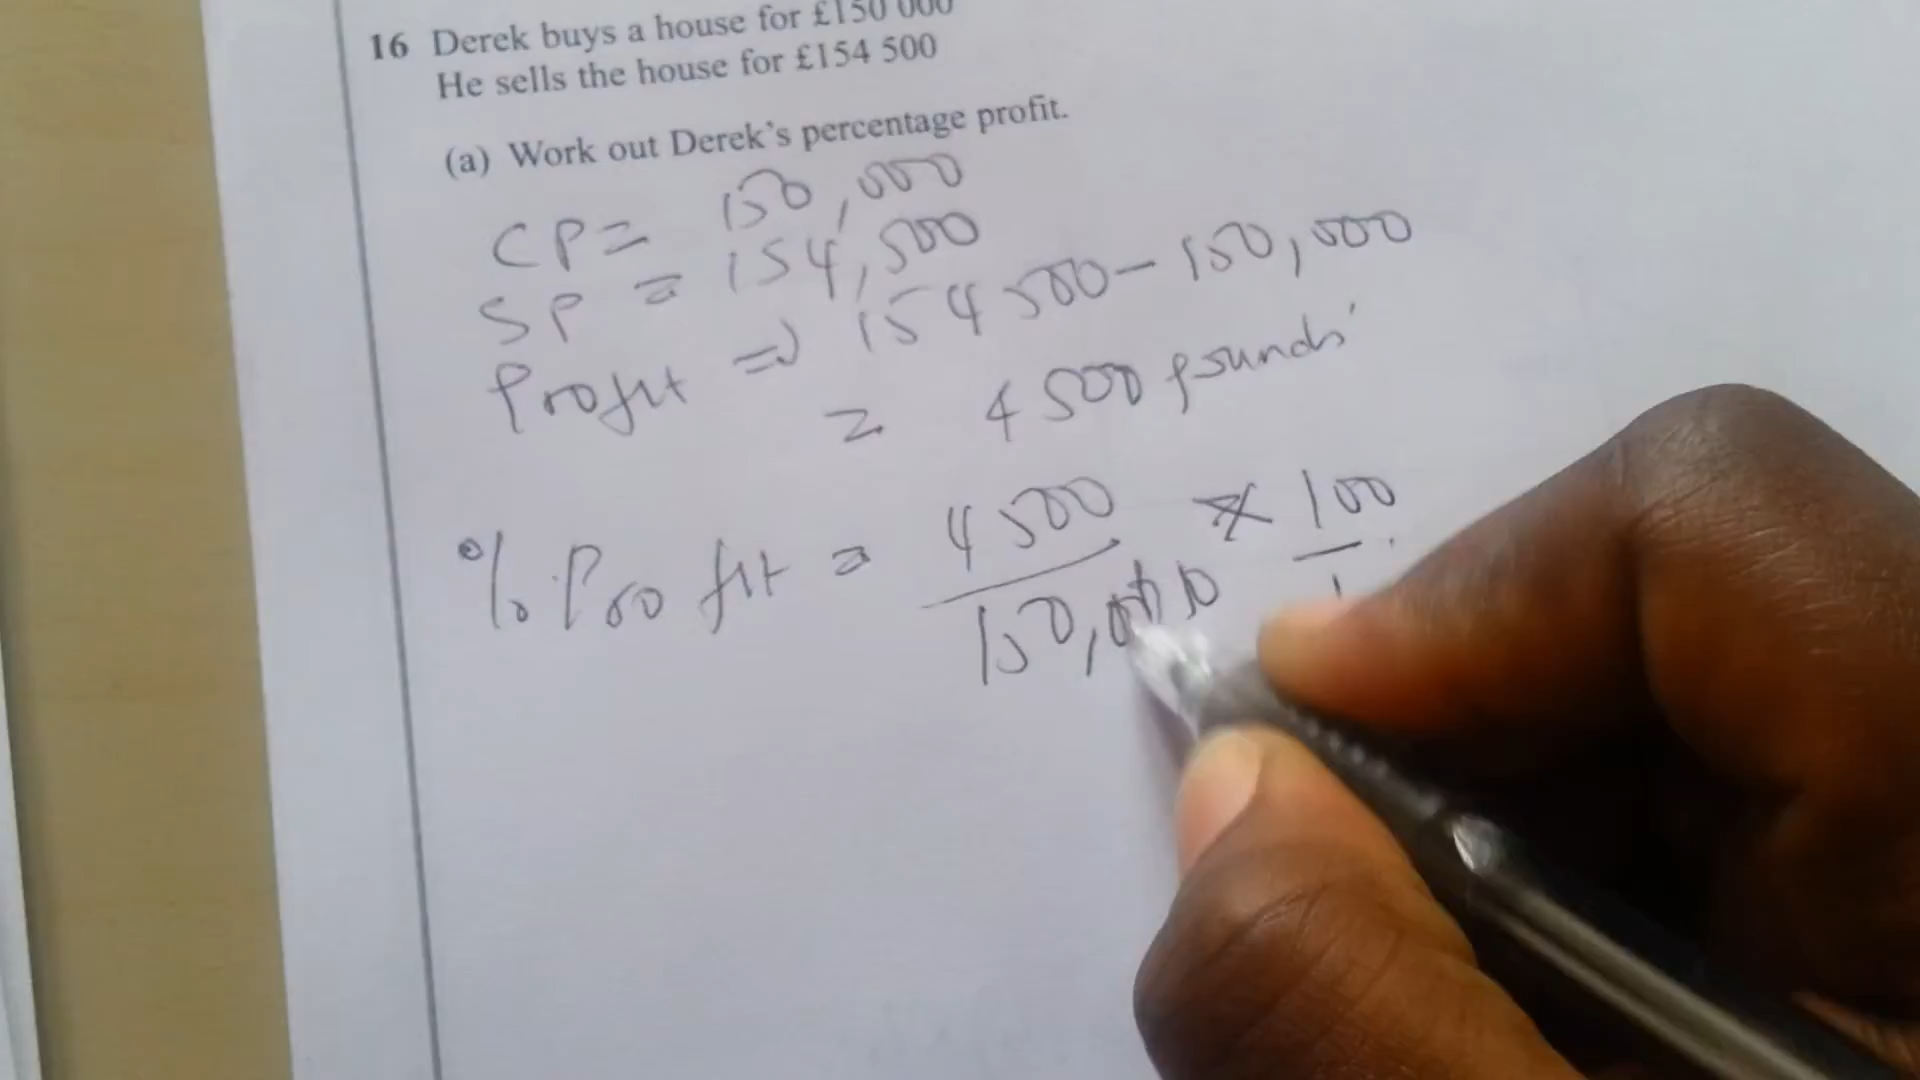 16 Derek buys a house for £150 000
He sells the house for £154 500
(a) Work out Derek's percentage profit.
CP = 150,000
SP = 154,500
Profit => 154 500 - 150,000
= 4 500 pounds
% Profit = 4 500 / 150,000 × 100 / 1